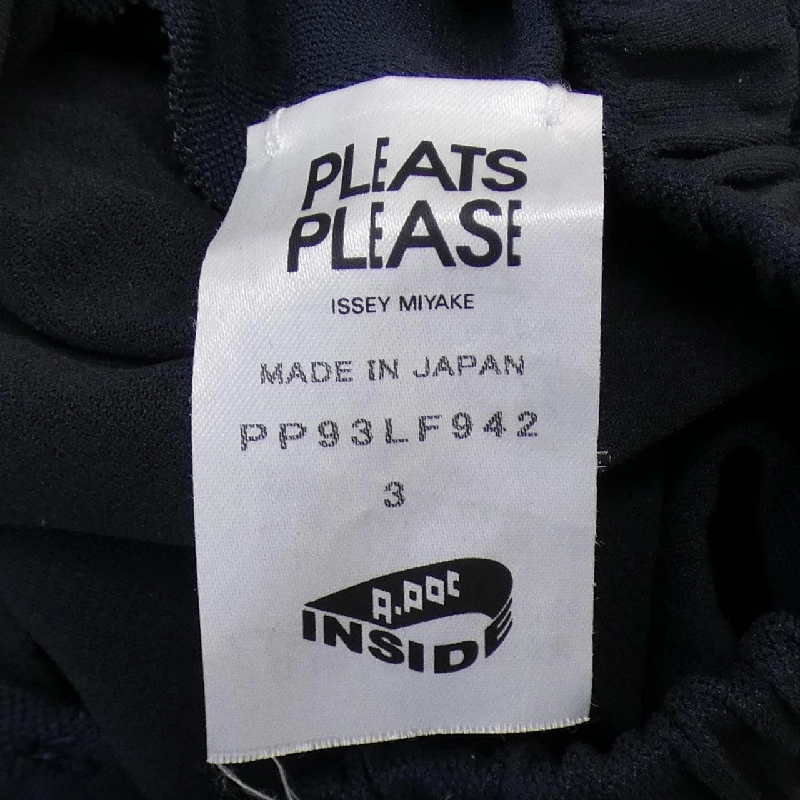 PLEATS
PLEASE
ISSEY MIYAKE
MADE IN JAPAN
PP93LF942
3
A.POC
INSIDE